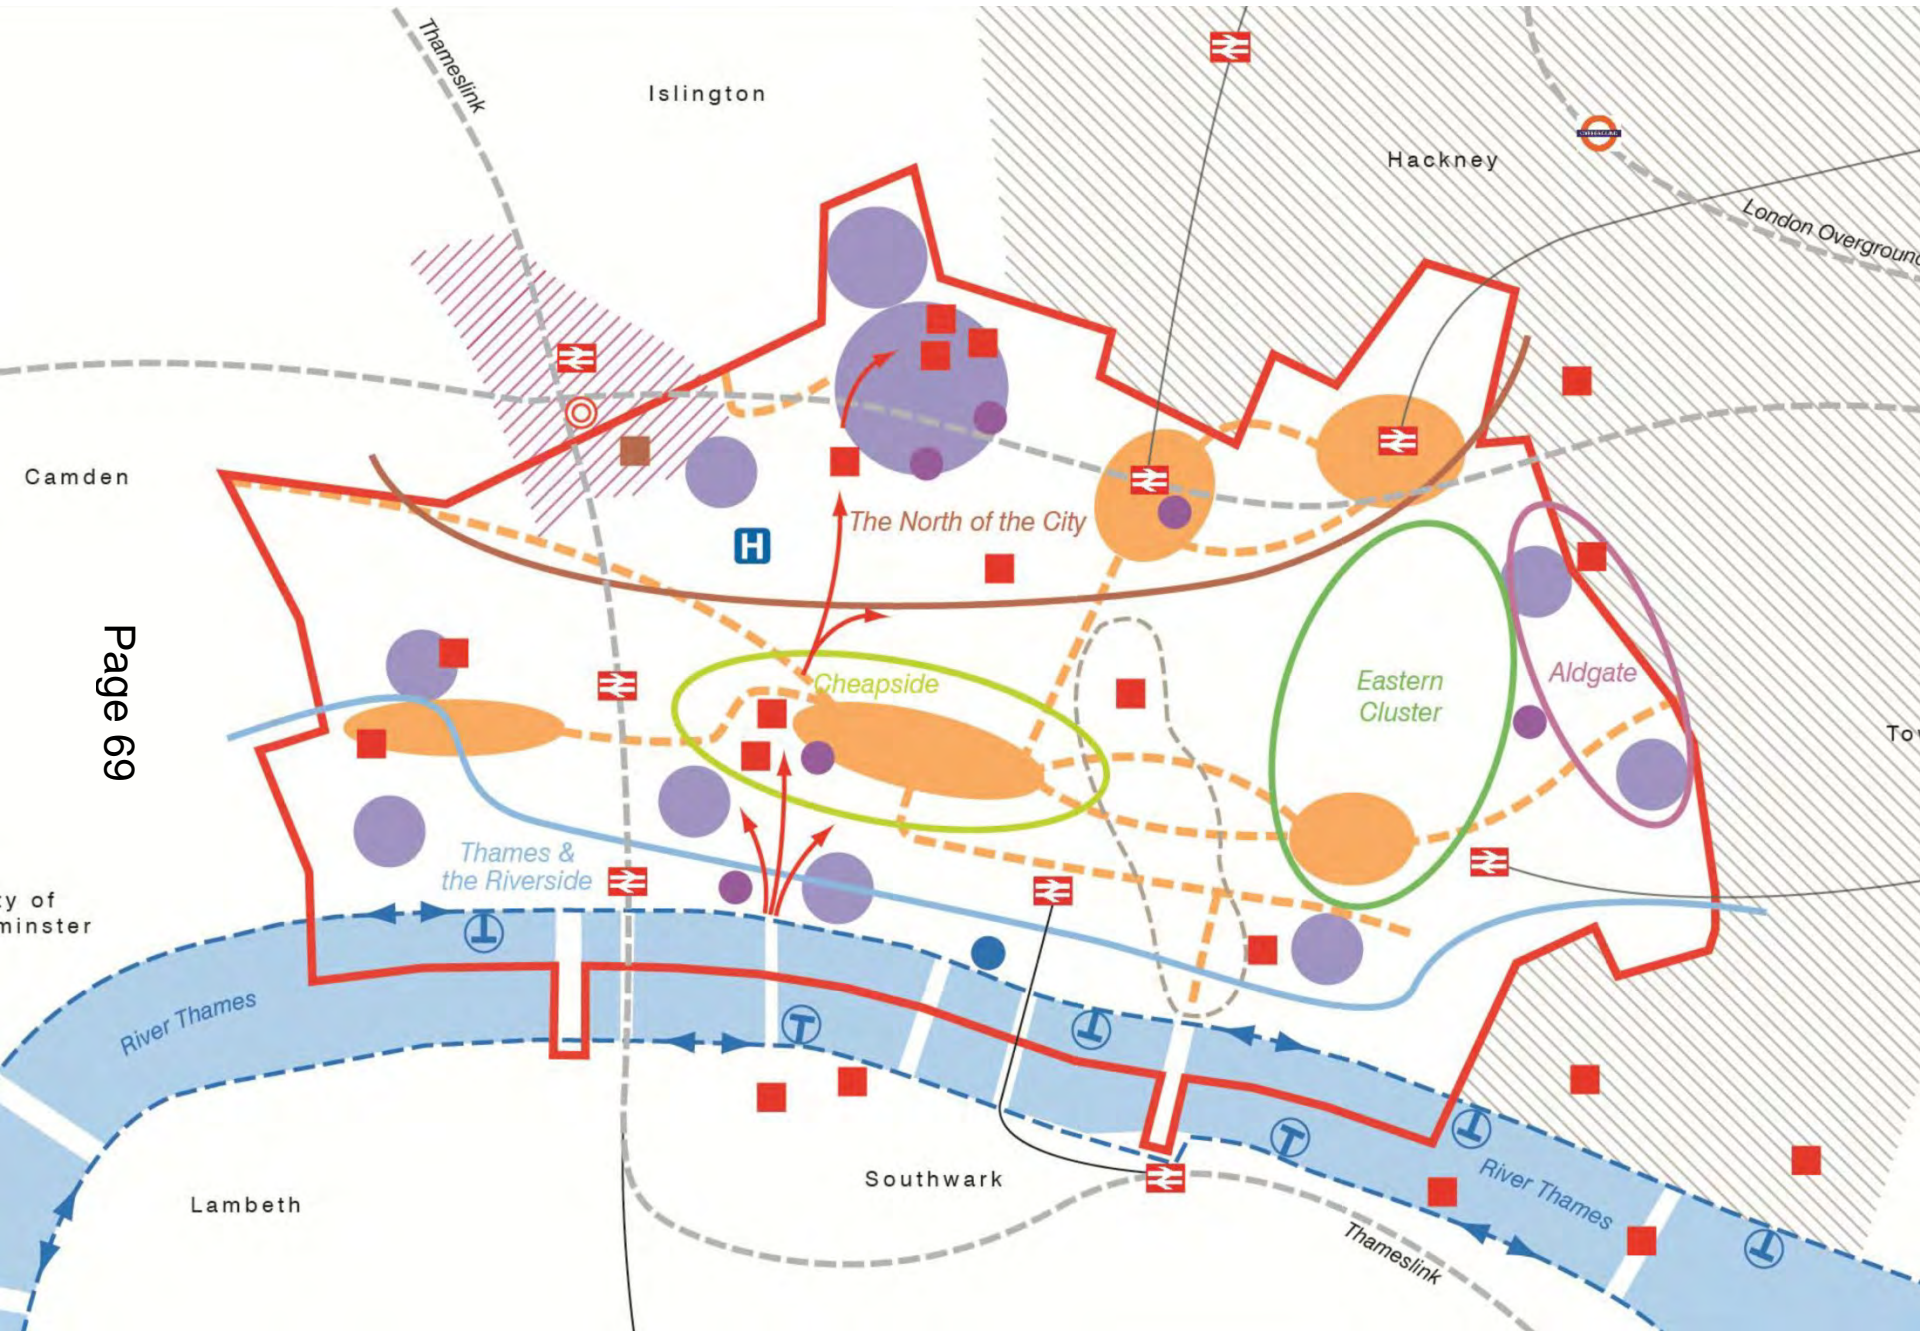 Thameslink
Islington
Hackney
London Overground
Camden
The North of the City
H
Page 69
Cheapside
Eastern
Cluster
Aldgate
Thames &
the Riverside
River Thames
Southwark
Lambeth
River Thames
Thameslink